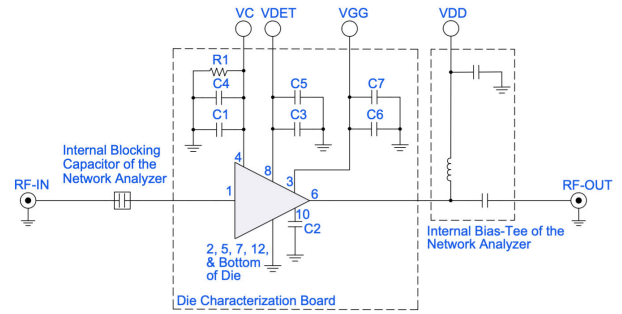 VC VDET VGG VDD
R1
C4 C5 C7
C1 C3 C6
Internal Blocking
Capacitor of the
Network Analyzer
4 8 3
RF-IN 1 6 RF-OUT
10
C2
2, 5, 7, 12,
& Bottom
of Die
Internal Bias-Tee of the
Network Analyzer
Die Characterization Board